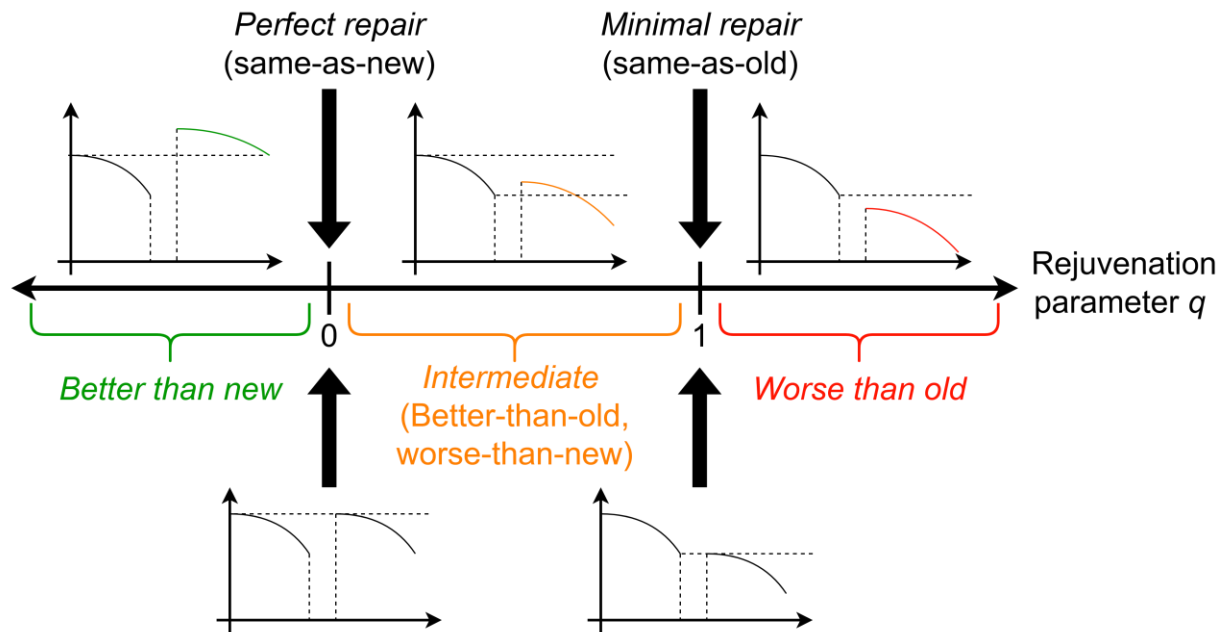 Perfect repair
(same-as-new)
Minimal repair
(same-as-old)
Rejuvenation
parameter q
0
1
Better than new
Intermediate
(Better-than-old,
worse-than-new)
Worse than old